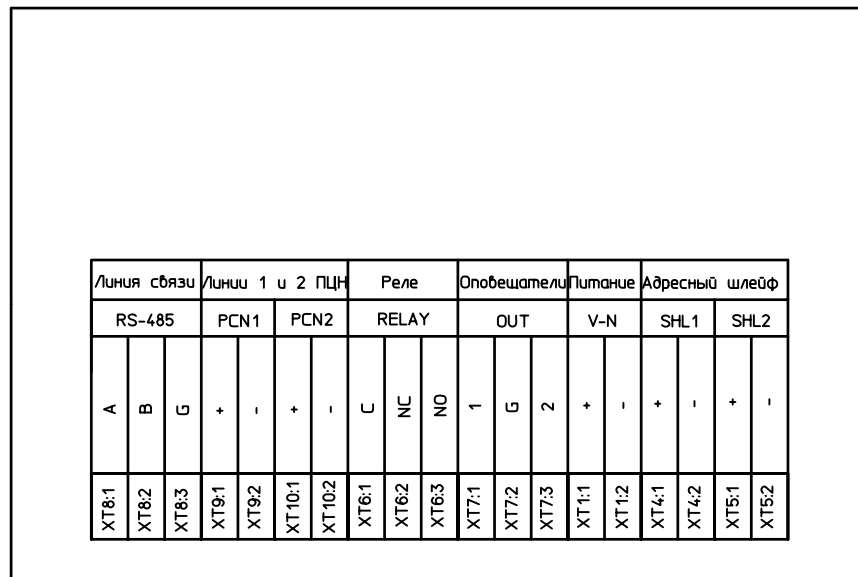 Линия связи Линии 1 и 2 ПЦН Реле Оповещатели Питание Адресный шлейф
RS-485 PCN1 PCN2 RELAY OUT V-N SHL1 SHL2
A B G + - + - C NC NO 1 G 2 + - + - + -
XT8:1 XT8:2 XT8:3 XT9:1 XT9:2 XT10:1 XT10:2 XT6:1 XT6:2 XT6:3 XT7:1 XT7:2 XT7:3 XT1:1 XT1:2 XT4:1 XT4:2 XT5:1 XT5:2